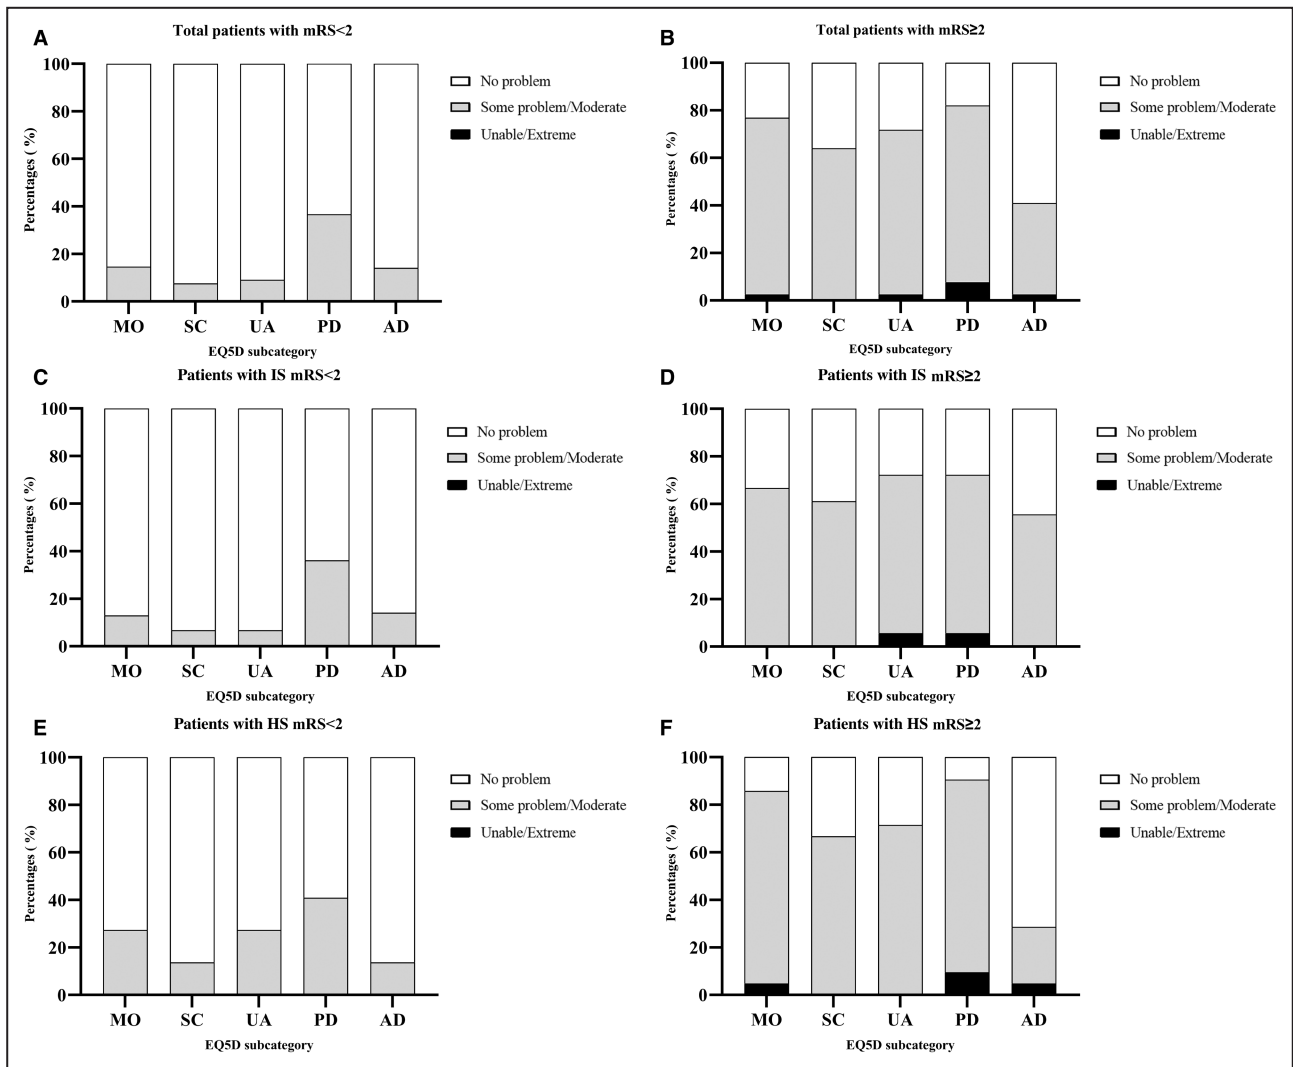 A
Total patients with mRS<2
100
80
60
40
20
0
Percentages ( %)
MO SC UA PD AD
EQ5D subcategory
No problem
Some problem/Moderate
Unable/Extreme
B
Total patients with mRS≥2
100
80
60
40
20
0
Percentages ( %)
MO SC UA PD AD
EQ5D subcategory
No problem
Some problem/Moderate
Unable/Extreme
C
Patients with IS mRS<2
100
80
60
40
20
0
Percentages ( %)
MO SC UA PD AD
EQ5D subcategory
No problem
Some problem/Moderate
Unable/Extreme
D
Patients with IS mRS≥2
100
80
60
40
20
0
Percentages ( %)
MO SC UA PD AD
EQ5D subcategory
No problem
Some problem/Moderate
Unable/Extreme
E
Patients with HS mRS<2
100
80
60
40
20
0
Percentages ( %)
MO SC UA PD AD
EQ5D subcategory
No problem
Some problem/Moderate
Unable/Extreme
F
Patients with HS mRS≥2
100
80
60
40
20
0
Percentages ( %)
MO SC UA PD AD
EQ5D subcategory
No problem
Some problem/Moderate
Unable/Extreme